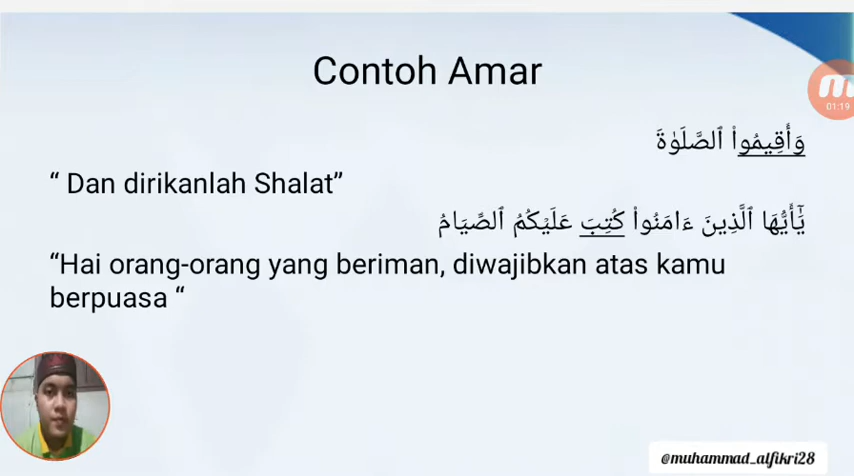 Contoh Amar
01:19
وَأَقِيمُوا۟ ٱلصَّلَوٰةَ
“ Dan dirikanlah Shalat”
يَٰٓأَيُّهَا ٱلَّذِينَ ءَامَنُوا۟ كُتِبَ عَلَيْكُمُ ٱلصِّيَامُ
“Hai orang-orang yang beriman, diwajibkan atas kamu
berpuasa “
@muhammad_alfikri28